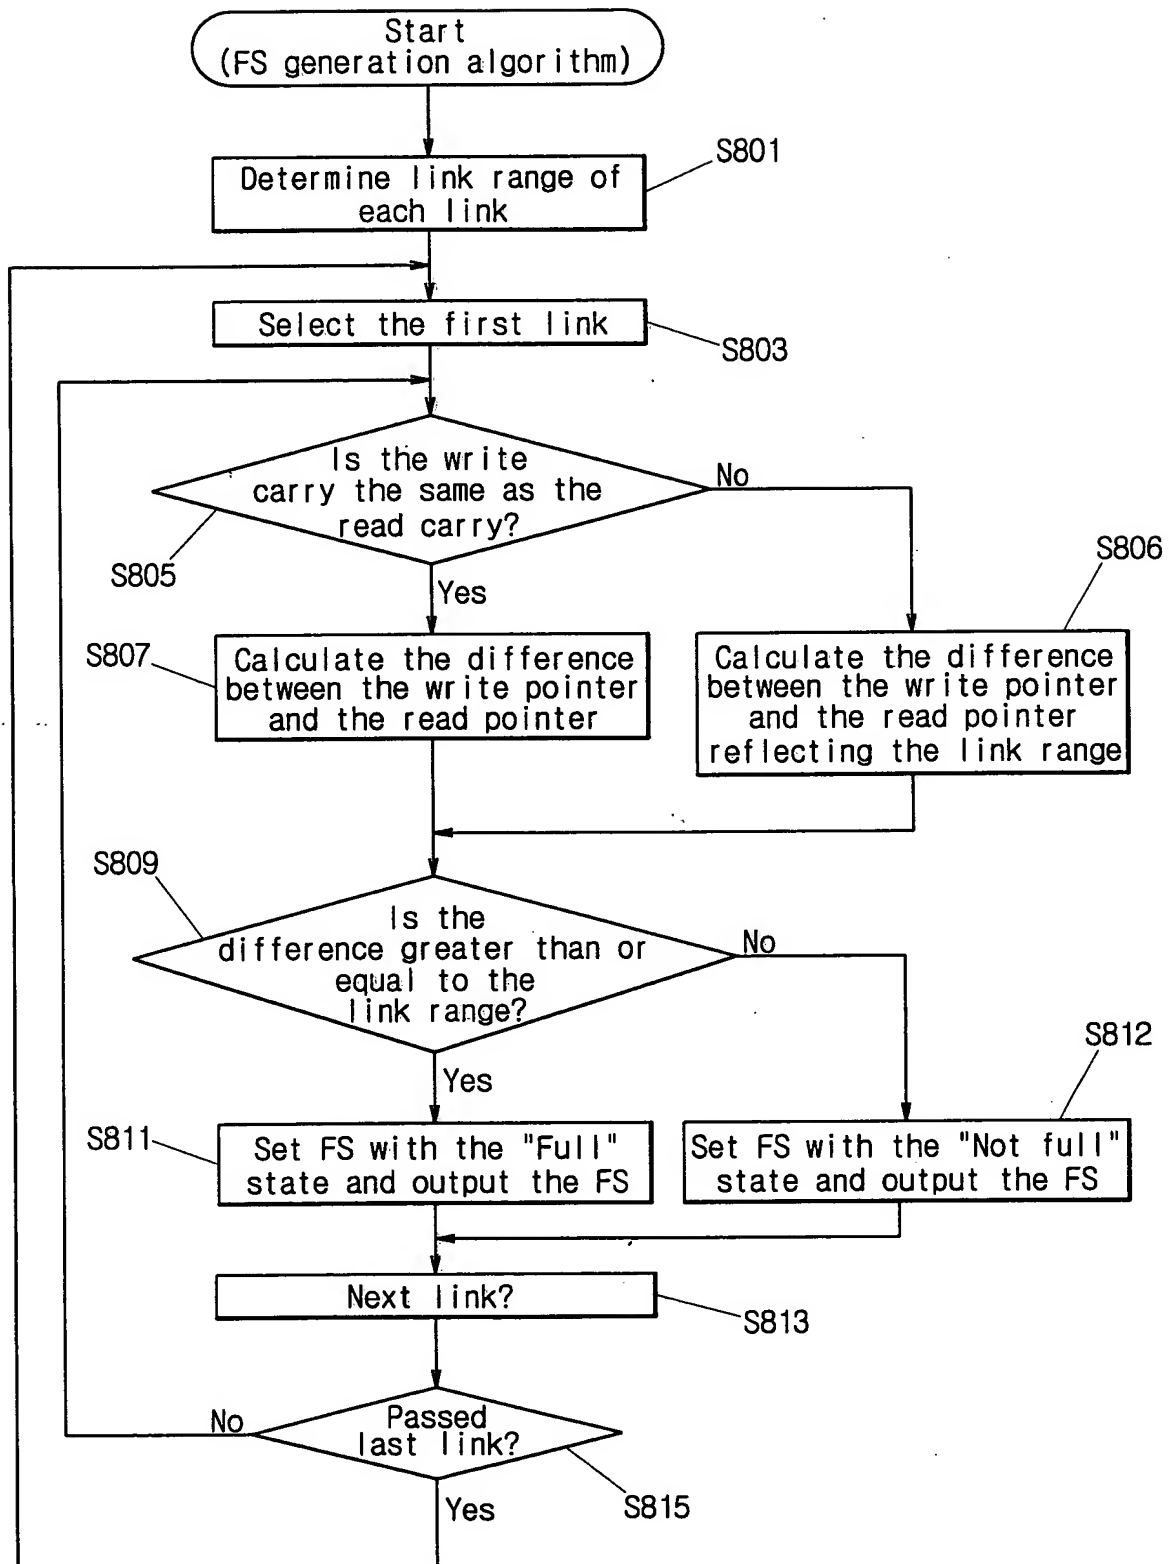 Start
(FS generation algorithm)
S801
Determine link range of
each link
Select the first link
S803
Is the write
carry the same as the
read carry?
No
S805
Yes
S806
S807
Calculate the difference
between the write pointer
and the read pointer
Calculate the difference
between the write pointer
and the read pointer
reflecting the link range
S809
Is the
difference greater than or
equal to the
link range?
No
Yes
S812
S811
Set FS with the "Full"
state and output the FS
Set FS with the "Not full"
state and output the FS
Next link?
S813
No
Passed
last link?
Yes
S815